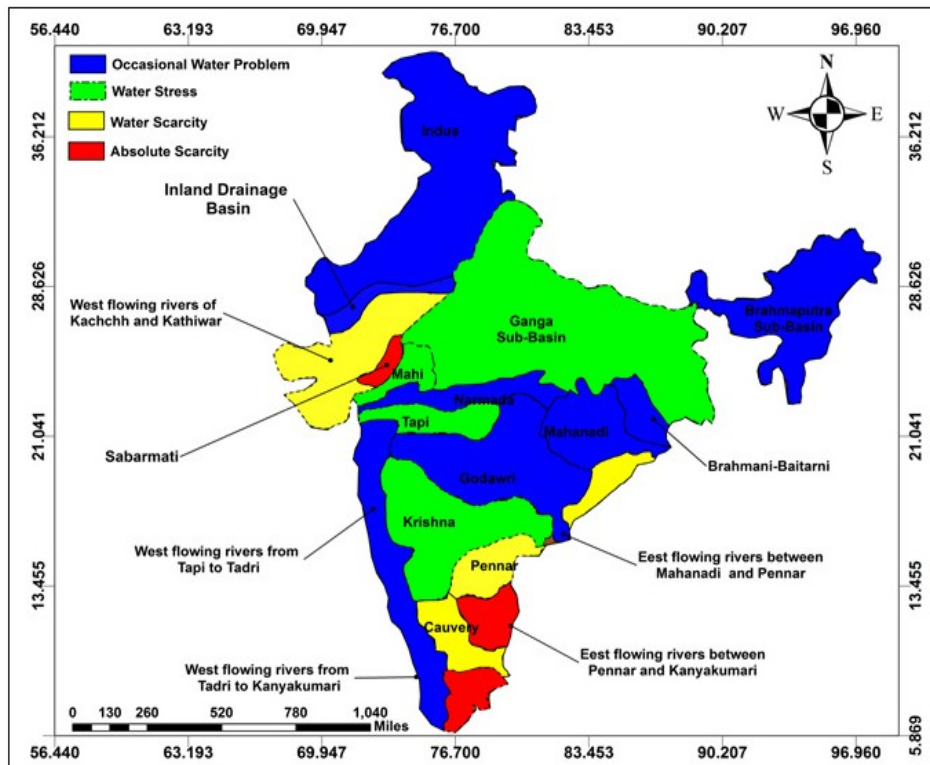 56.440 63.193 69.947 76.700 83.453 90.207 96.960
Occasional Water Problem
Water Stress
Water Scarcity
Absolute Scarcity
N
W E
S
36.212 36.212
Indus
Inland Drainage
Basin
28.626 28.626
West flowing rivers of
Kachchh and Kathiwar
Ganga
Sub-Basin
Brahmaputra
Sub-Basin
Mahi
Narmada
Tapi
Mahanadi
21.041 21.041
Sabarmati
Brahmani-Baitarni
Godawri
Krishna
West flowing rivers from
Tapi to Tadri
Eest flowing rivers between
Mahanadi and Pennar
Pennar
13.455 13.455
Cauvery
Eest flowing rivers between
Pennar and Kanyakumari
West flowing rivers from
Tadri to Kanyakumari
0 130 260 520 780 1,040
Miles
5.869
56.440 63.193 69.947 76.700 83.453 90.207 96.960